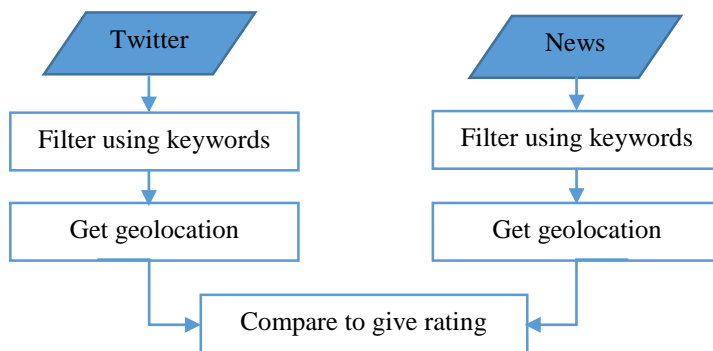 Twitter
News
Filter using keywords
Filter using keywords
Get geolocation
Get geolocation
Compare to give rating